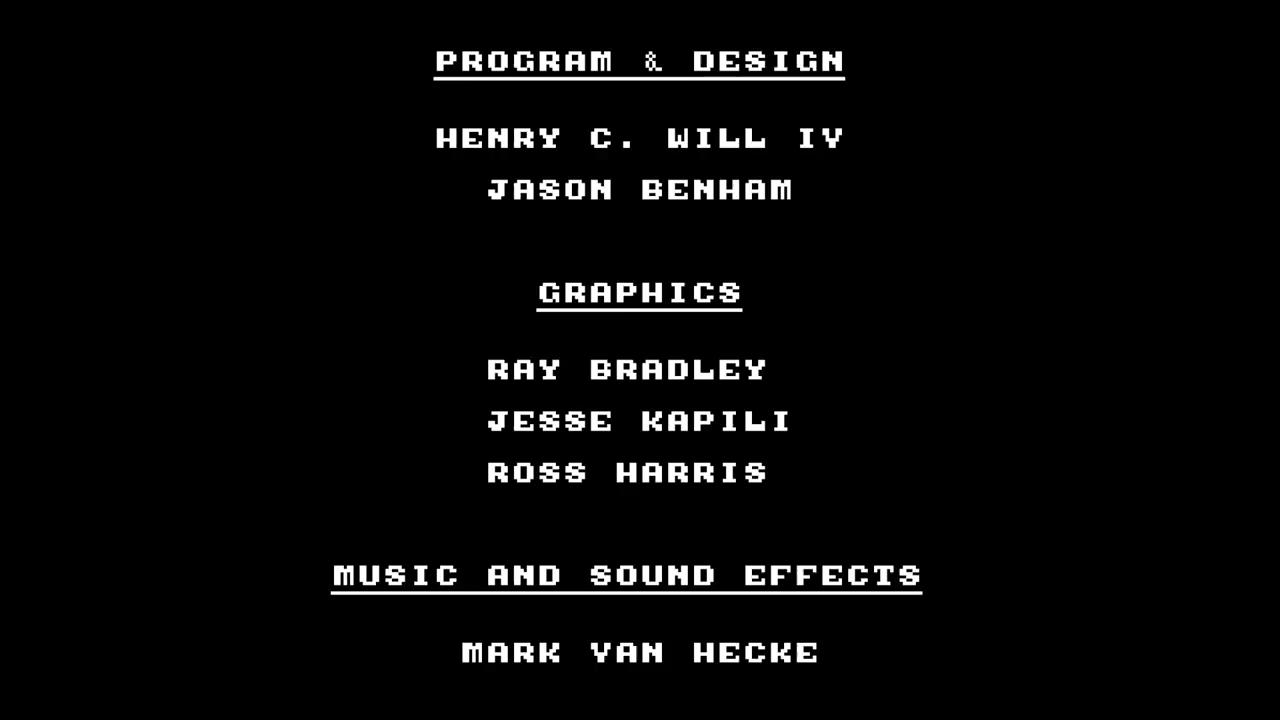 PROGRAM & DESIGN
HENRY C. WILL IV
JASON BENHAM
GRAPHICS
RAY BRADLEY
JESSE KAPILI
ROSS HARRIS
MUSIC AND SOUND EFFECTS
MARK VAN HECKE